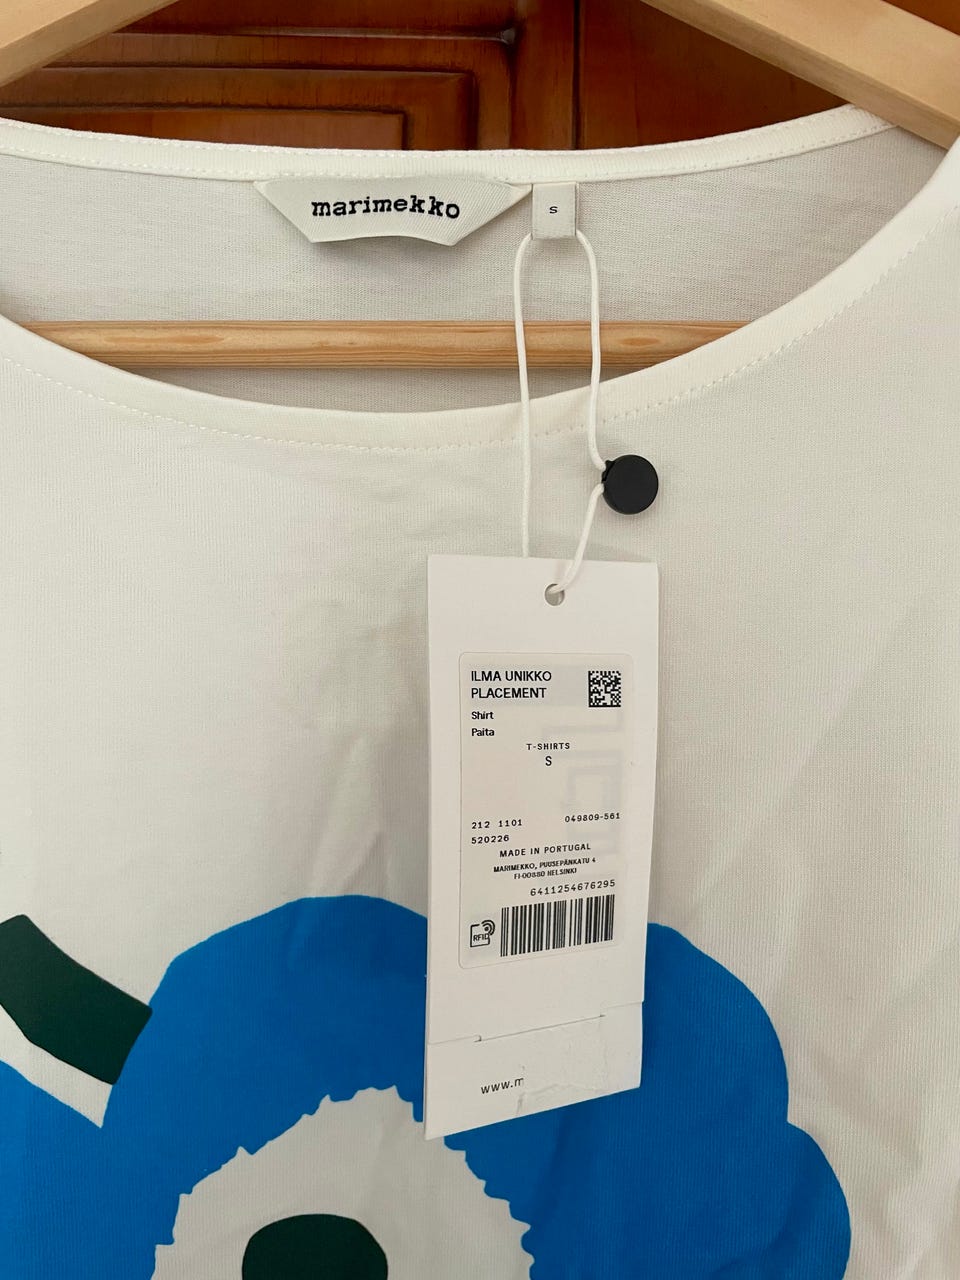 marimekko
S
ILMA UNIKKO
PLACEMENT
Shirt
Paita
T-SHIRTS
S
212 1101 049809-561
520226
MADE IN PORTUGAL
MARIMEKKO, PUUSEPÄNKATU 4
FI-00880 HELSINKI
6411254676295
RFID
www.m